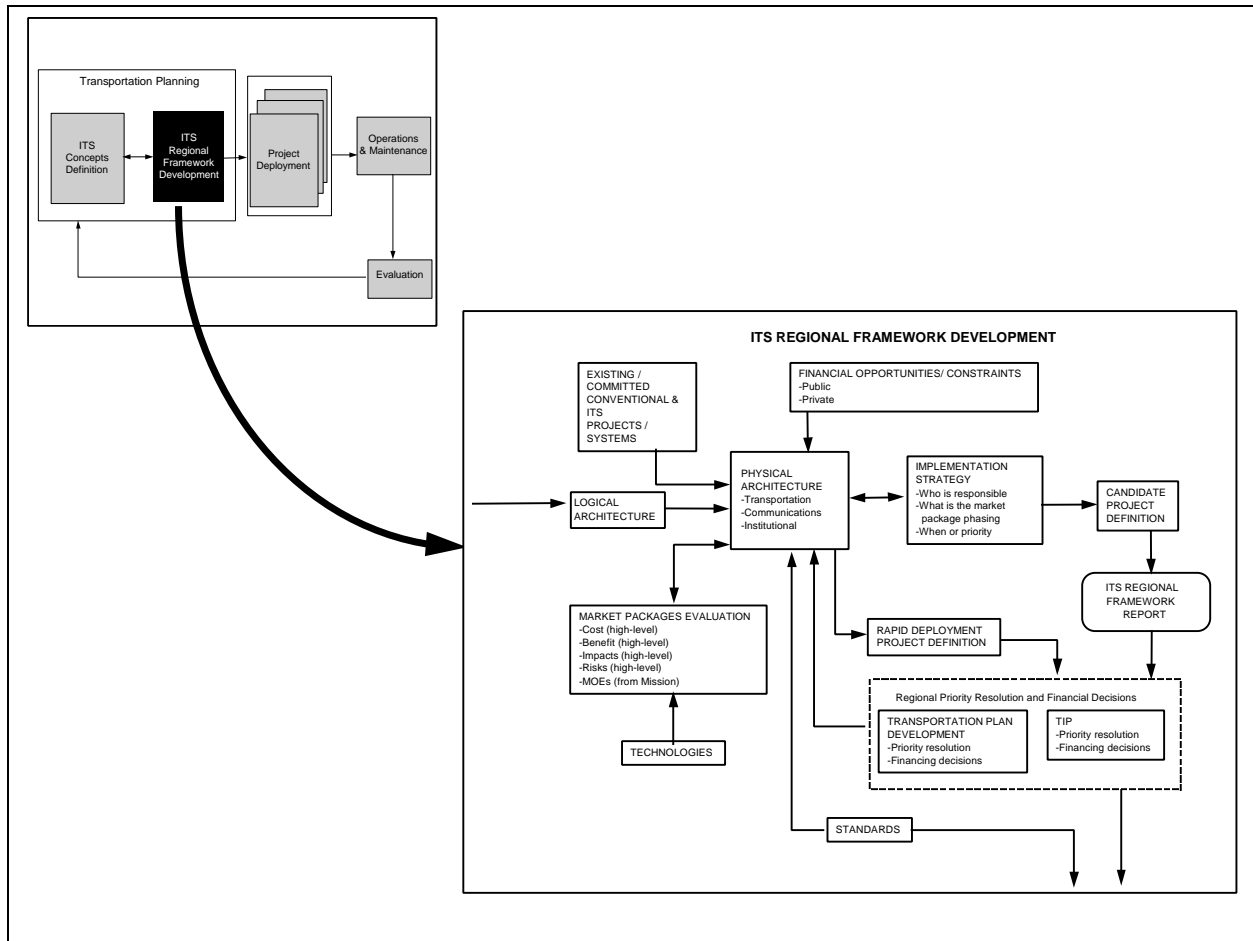 Transportation Planning
ITS
Concepts
Definition
ITS
Regional
Framework
Development
Project
Deployment
Operations
& Maintenance
Evaluation
ITS REGIONAL FRAMEWORK DEVELOPMENT
EXISTING /
COMMITTED
CONVENTIONAL &
ITS
PROJECTS /
SYSTEMS
FINANCIAL OPPORTUNITIES/ CONSTRAINTS
-Public
-Private
LOGICAL
ARCHITECTURE
PHYSICAL
ARCHITECTURE
-Transportation
-Communications
-Institutional
IMPLEMENTATION
STRATEGY
-Who is responsible
-What is the market
package phasing
-When or priority
CANDIDATE
PROJECT
DEFINITION
ITS REGIONAL
FRAMEWORK
REPORT
MARKET PACKAGES EVALUATION
-Cost (high-level)
-Benefit (high-level)
-Impacts (high-level)
-Risks (high-level)
-MOEs (from Mission)
RAPID DEPLOYMENT
PROJECT DEFINITION
Regional Priority Resolution and Financial Decisions
TRANSPORTATION PLAN
DEVELOPMENT
-Priority resolution
-Financing decisions
TIP
-Priority resolution
-Financing decisions
TECHNOLOGIES
STANDARDS